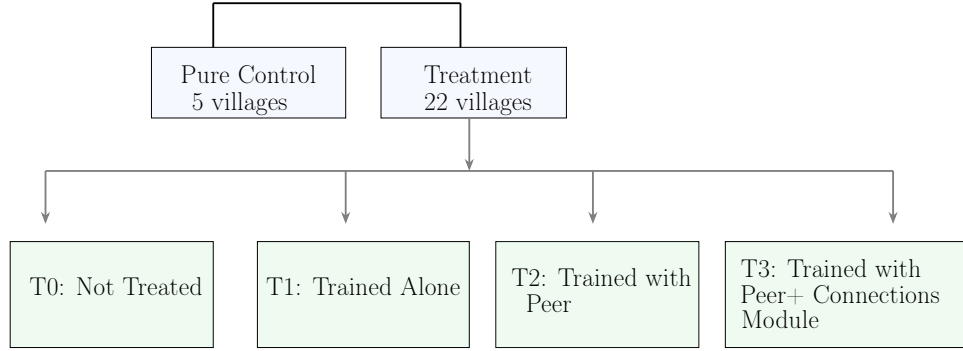 Pure Control
5 villages
Treatment
22 villages
T0: Not Treated
T1: Trained Alone
T2: Trained with
Peer
T3: Trained with
Peer+ Connections
Module